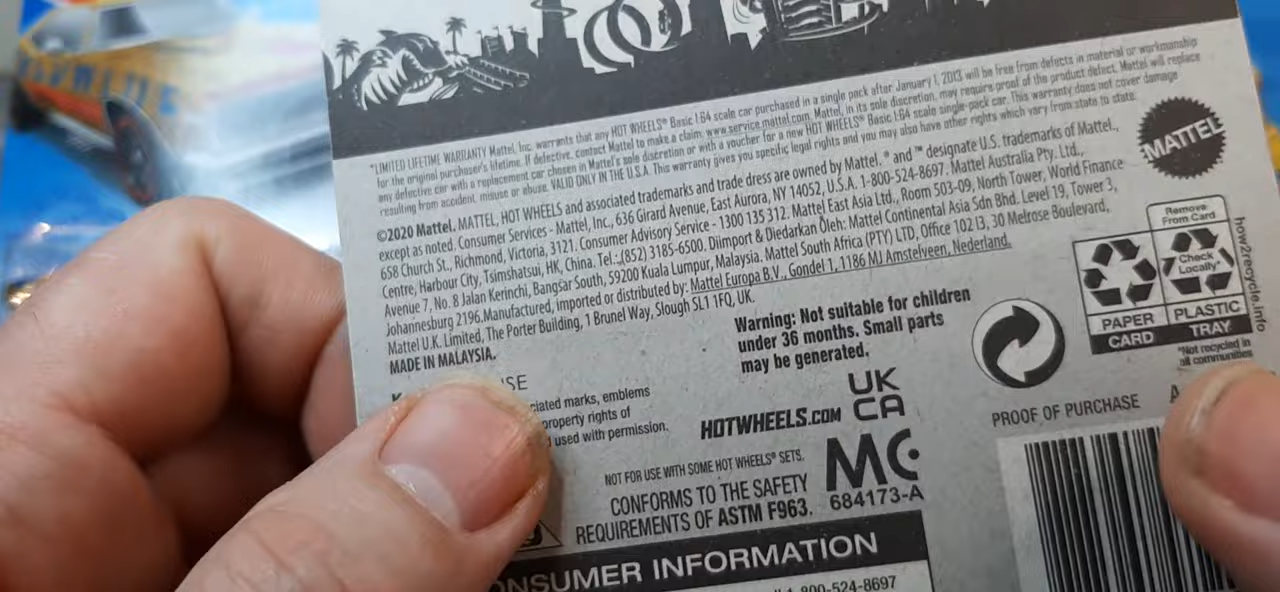 *LIMITED LIFETIME WARRANTY Mattel, Inc. warrants that any HOT WHEELS® Basic 1:64 scale car purchased in a single pack after January 1, 2013 will be free from defects in material or workmanship
for the original purchaser's lifetime. If defective, contact Mattel to make a claim: www.service.mattel.com. Mattel, in its sole discretion, may require proof of the product defect. Mattel will replace
any defective car with a replacement car chosen in Mattel's sole discretion or with a voucher for a new HOT WHEELS® Basic 1:64 scale single-pack car. This warranty does not cover damage
resulting from accident, misuse or abuse. VALID ONLY IN THE U.S.A. This warranty gives you specific legal rights and you may also have other rights which vary from state to state.
MATTEL
©2020 Mattel. MATTEL, HOT WHEELS and associated trademarks and trade dress are owned by Mattel. ® and ™ designate U.S. trademarks of Mattel,
except as noted. Consumer Services - Mattel, Inc., 636 Girard Avenue, East Aurora, NY 14052, U.S.A. 1-800-524-8697. Mattel Australia Pty. Ltd.,
658 Church St., Richmond, Victoria, 3121. Consumer Advisory Service - 1300 135 312. Mattel East Asia Ltd., Room 503-09, North Tower, World Finance
Centre, Harbour City, Tsimshatsui, HK, China. Tel.:(852) 3185-6500. Diimport & Diedarkan Oleh: Mattel Continental Asia Sdn Bhd. Level 19, Tower 3,
Avenue 7, No. 8 Jalan Kerinchi, Bangsar South, 59200 Kuala Lumpur, Malaysia. Mattel South Africa (PTY) LTD, Office 102 I3, 30 Melrose Boulevard,
Johannesburg 2196. Manufactured, imported or distributed by: Mattel Europa B.V., Gondel 1, 1186 MJ Amstelveen, Nederland.
Mattel U.K. Limited, The Porter Building, 1 Brunel Way, Slough SL1 1FQ, UK.
MADE IN MALAYSIA.
Warning: Not suitable for children
under 36 months. Small parts
may be generated.
Remove
From Card
Check
Locally*
PAPER
PLASTIC
CARD
TRAY
how2recycle.info
*Not recycled in
all communities
marks, emblems
property rights of
used with permission.
HOTWHEELS.COM
UK
CA
PROOF OF PURCHASE
NOT FOR USE WITH SOME HOT WHEELS® SETS.
CONFORMS TO THE SAFETY
REQUIREMENTS OF ASTM F963.
MC
684173-A
INFORMATION
800-524-8697